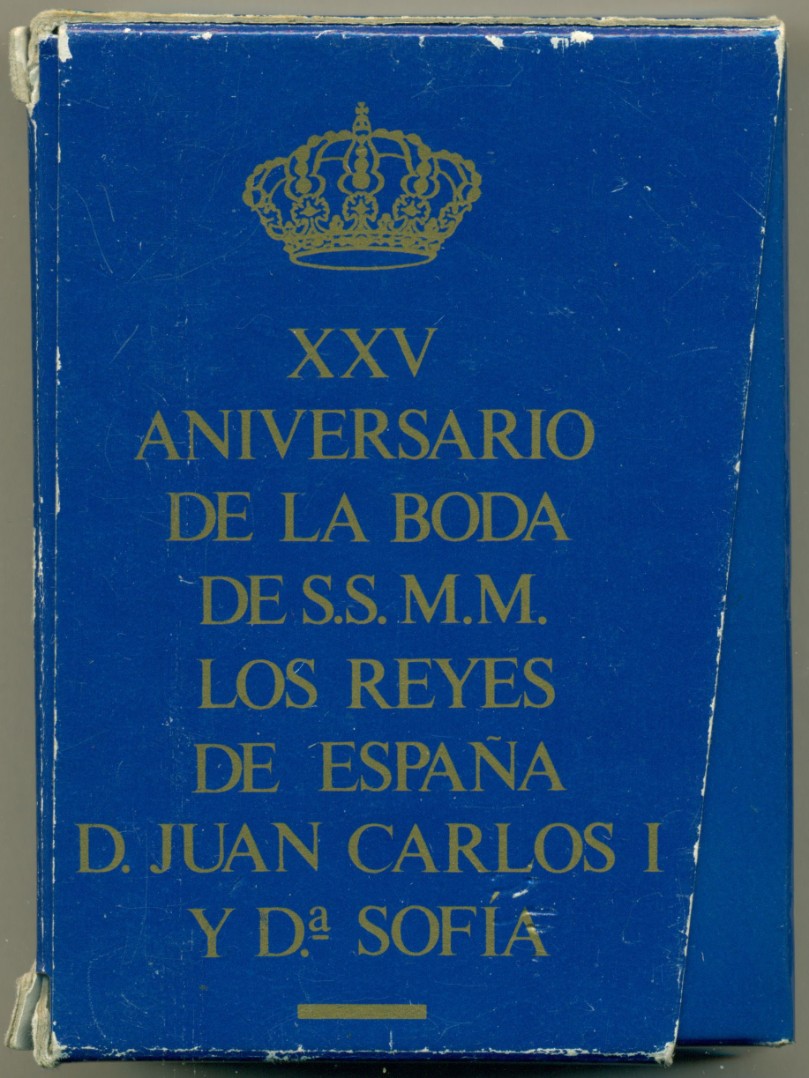 XXV
ANIVERSARIO
DE LA BODA
DE S.S. M.M.
LOS REYES
DE ESPAÑA
D. JUAN CARLOS I
Y D.ª SOFÍA